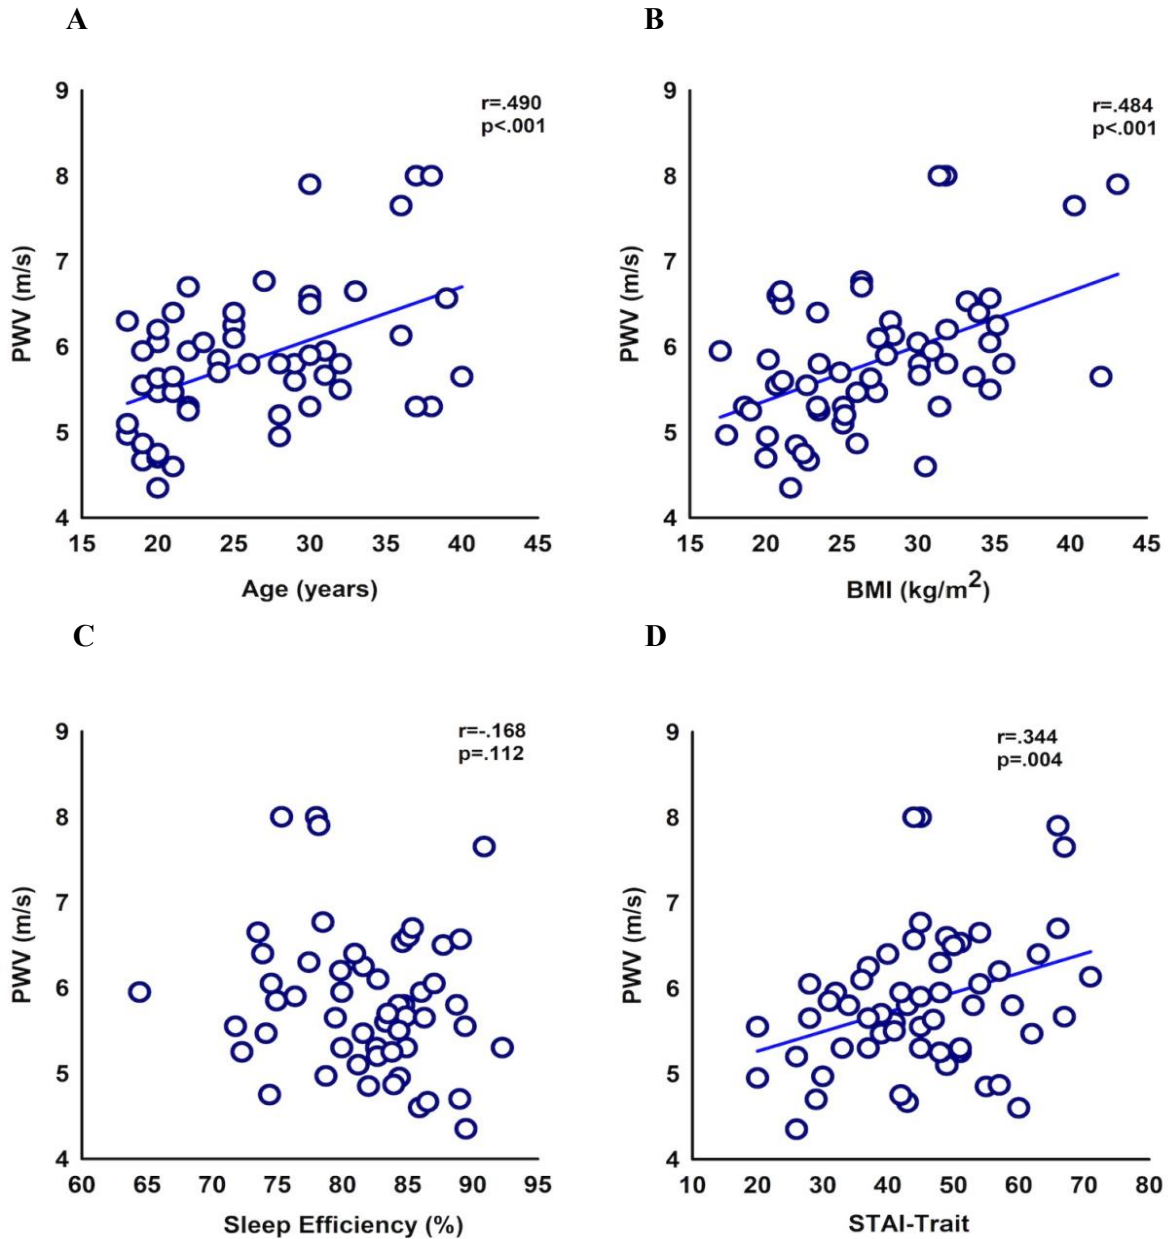 A
B
9
8
7
6
5
4
PWV (m/s)
r=.490
p<.001
15 20 25 30 35 40 45
Age (years)
9
8
7
6
5
4
PWV (m/s)
r=.484
p<.001
15 20 25 30 35 40 45
BMI (kg/m²)
C
D
9
8
7
6
5
4
PWV (m/s)
r=-.168
p=.112
60 65 70 75 80 85 90 95
Sleep Efficiency (%)
9
8
7
6
5
4
PWV (m/s)
r=.344
p=.004
10 20 30 40 50 60 70 80
STAI-Trait